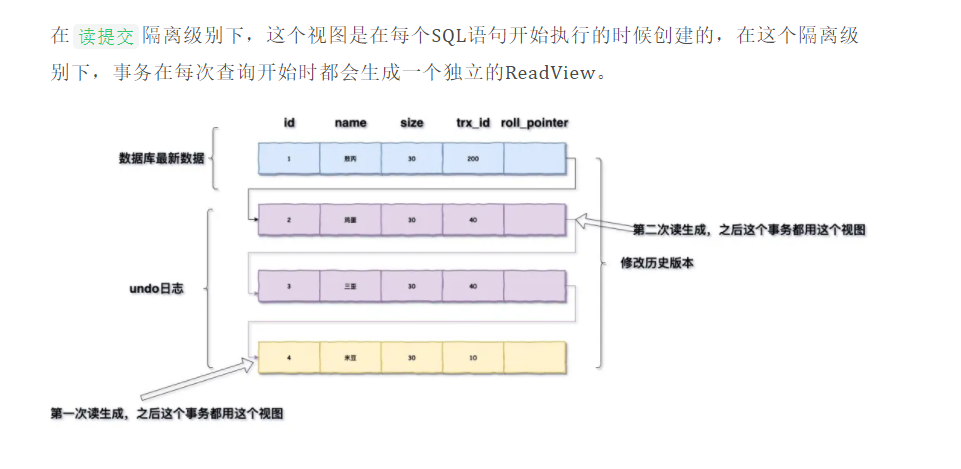 在 读提交 隔离级别下，这个视图是在每个SQL语句开始执行的时候创建的，在这个隔离级
别下，事务在每次查询开始时都会生成一个独立的ReadView。
id name size trx_id roll_pointer
数据库最新数据
1 敖丙 30 200
2 鸡蛋 30 40
第二次读生成，之后这个事务都用这个视图
修改历史版本
undo日志
3 三歪 30 40
4 米豆 30 10
第一次读生成，之后这个事务都用这个视图